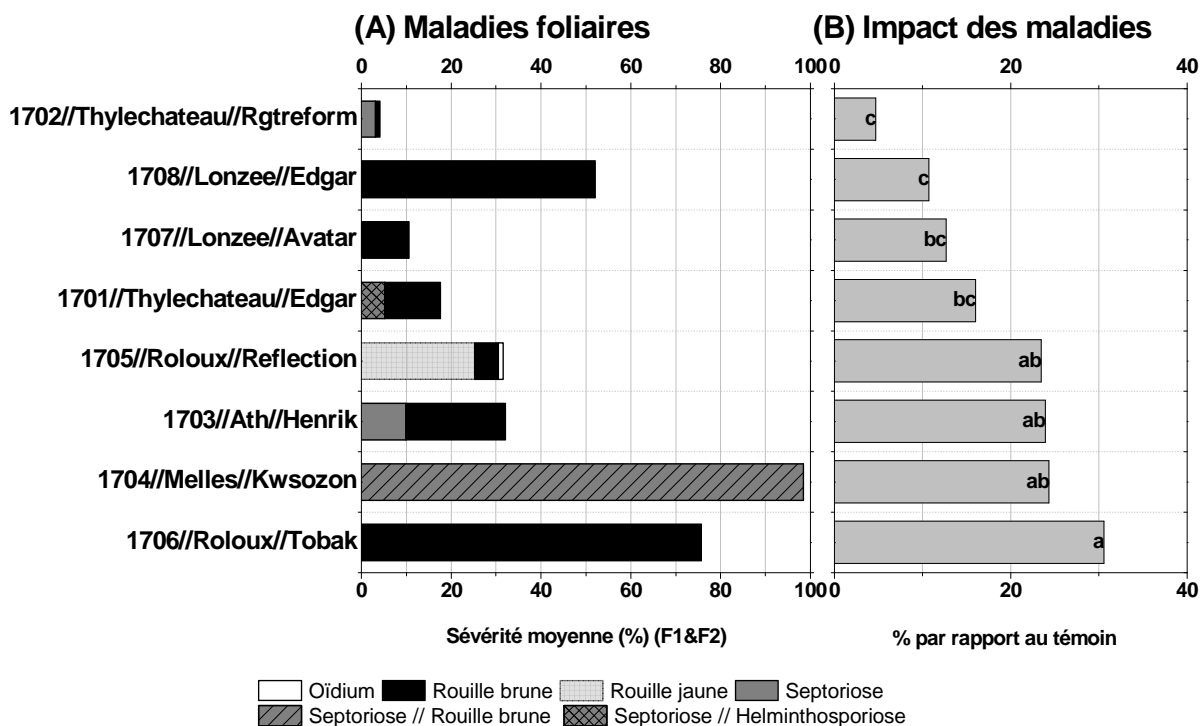 (A) Maladies foliaires
(B) Impact des maladies
0 20 40 60 80 100
0 20 40
1702//Thylechateau//Rgtreform
c
1708//Lonzee//Edgar
c
1707//Lonzee//Avatar
bc
1701//Thylechateau//Edgar
bc
1705//Roloux//Reflection
ab
1703//Ath//Henrik
ab
1704//Melles//Kwsozon
ab
1706//Roloux//Tobak
a
0 20 40 60 80 100
0 20 40
Sévérité moyenne (%) (F1&F2)
% par rapport au témoin
Oïdium Rouille brune Rouille jaune Septoriose
Septoriose // Rouille brune Septoriose // Helminthosporiose